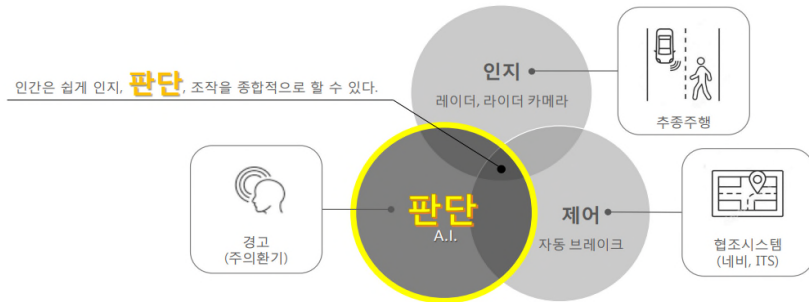 인간은 쉽게 인지, 판단, 조작을 종합적으로 할 수 있다.
인지
레이더, 라이더 카메라
추종주행
판단
A.I.
제어
자동 브레이크
경고
(주의환기)
협조시스템
(네비, ITS)